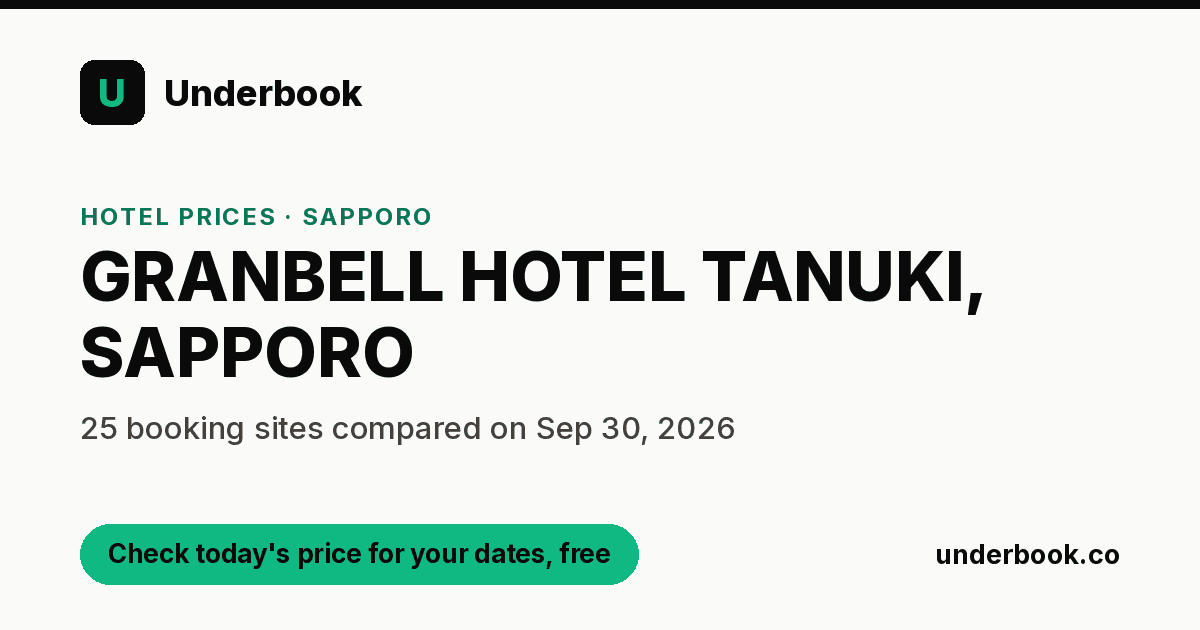 U
Underbook
HOTEL PRICES · SAPPORO
GRANBELL HOTEL TANUKI,
SAPPORO
25 booking sites compared on Sep 30, 2026
Check today's price for your dates, free
underbook.co